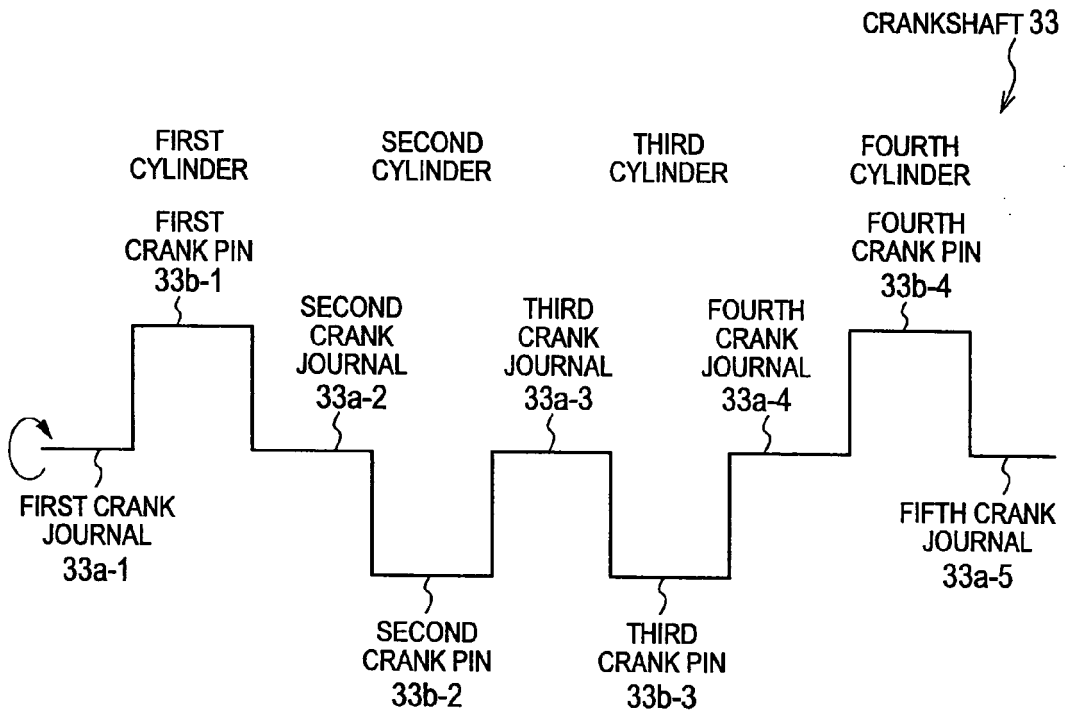 CRANKSHAFT 33
FIRST
CYLINDER
SECOND
CYLINDER
THIRD
CYLINDER
FOURTH
CYLINDER
FIRST
CRANK PIN
33b-1
FOURTH
CRANK PIN
33b-4
SECOND
CRANK
JOURNAL
33a-2
THIRD
CRANK
JOURNAL
33a-3
FOURTH
CRANK
JOURNAL
33a-4
FIRST CRANK
JOURNAL
33a-1
FIFTH CRANK
JOURNAL
33a-5
SECOND
CRANK PIN
33b-2
THIRD
CRANK PIN
33b-3